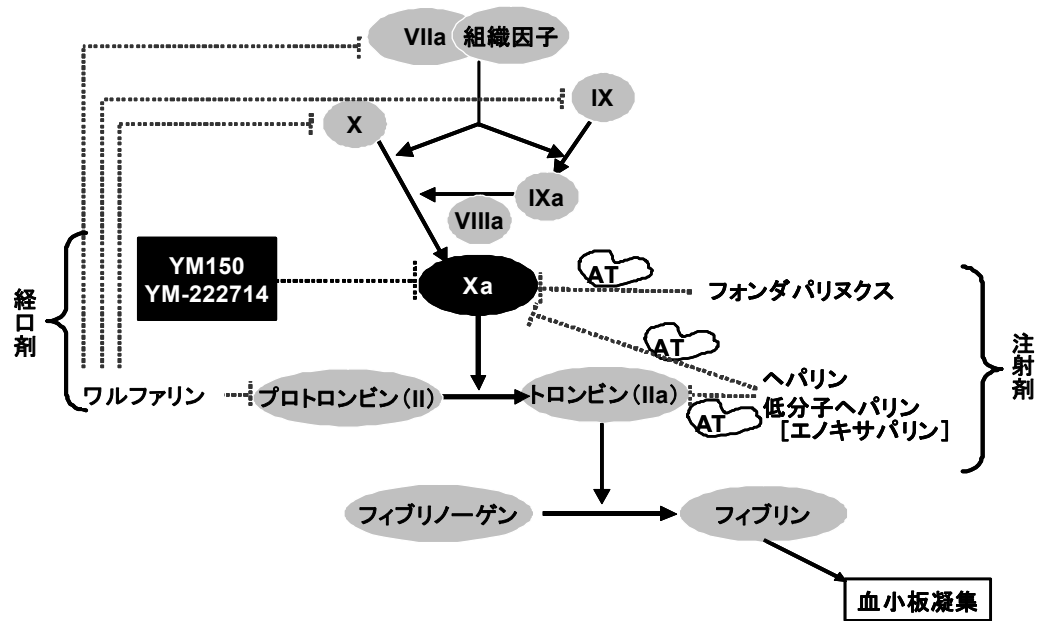 VIIa
組織因子
IX
X
IXa
VIIIa
YM150
YM-222714
Xa
AT
フォンダパリヌクス
経口剤
注射剤
AT
ワルファリン
プロトロンビン(II)
トロンビン(IIa)
ヘパリン
低分子ヘパリン
[エノキサパリン]
AT
フィブリノーゲン
フィブリン
血小板凝集